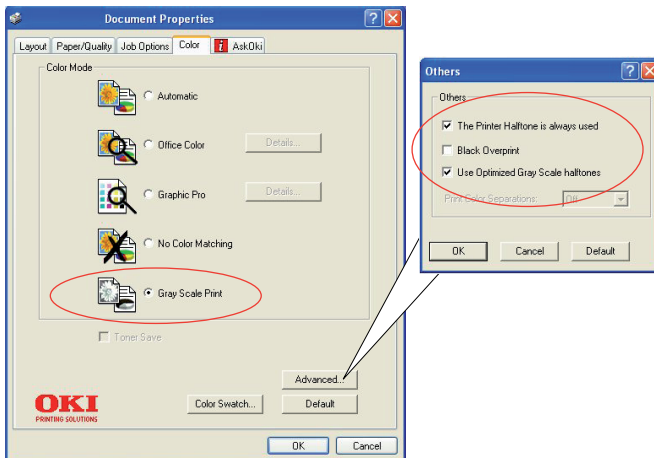 Document Properties
Layout Paper/Quality Job Options Color i AskOki
Color Mode
Automatic
Office Color Details...
Graphic Pro Details...
No Color Matching
Gray Scale Print
Toner Save
Advanced...
OKI
PRINTING SOLUTIONS
Color Swatch... Default
OK Cancel
Others
Others
The Printer Halftone is always used
Black Overprint
Use Optimized Gray Scale halftones
Print Color Separations: Off
OK Cancel Default